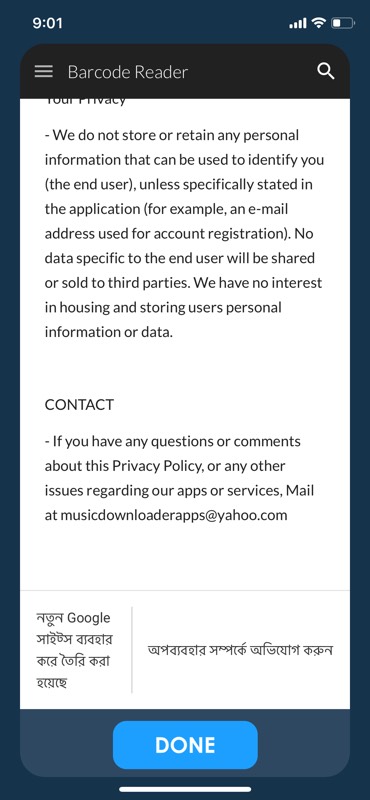 9:01
Barcode Reader
Your Privacy
- We do not store or retain any personal
information that can be used to identify you
(the end user), unless specifically stated in
the application (for example, an e-mail
address used for account registration). No
data specific to the end user will be shared
or sold to third parties. We have no interest
in housing and storing users personal
information or data.
CONTACT
- If you have any questions or comments
about this Privacy Policy, or any other
issues regarding our apps or services, Mail
at musicdownloaderapps@yahoo.com
নতুন Google
সাইটস ব্যবহার
করে তৈরি করা
হয়েছে
অপব্যবহার সম্পর্কে অভিযোগ করুন
DONE